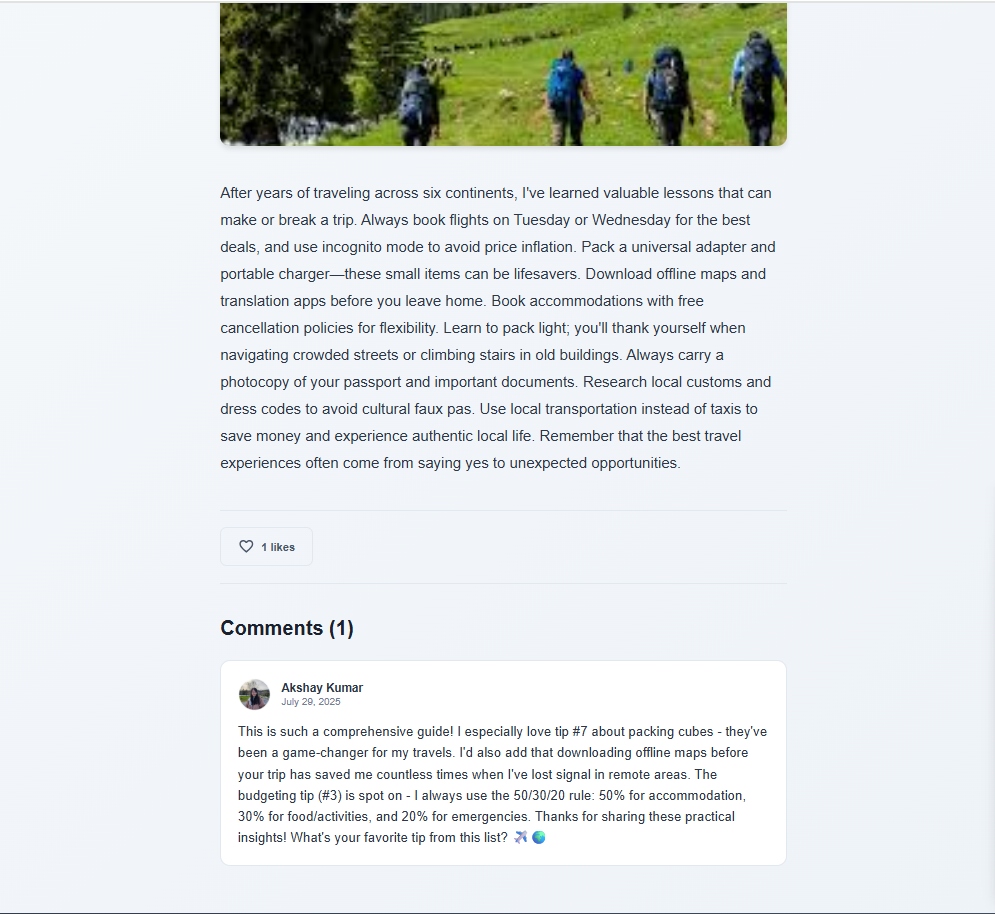 After years of traveling across six continents, I've learned valuable lessons that can
make or break a trip. Always book flights on Tuesday or Wednesday for the best
deals, and use incognito mode to avoid price inflation. Pack a universal adapter and
portable charger—these small items can be lifesavers. Download offline maps and
translation apps before you leave home. Book accommodations with free
cancellation policies for flexibility. Learn to pack light; you'll thank yourself when
navigating crowded streets or climbing stairs in old buildings. Always carry a
photocopy of your passport and important documents. Research local customs and
dress codes to avoid cultural faux pas. Use local transportation instead of taxis to
save money and experience authentic local life. Remember that the best travel
experiences often come from saying yes to unexpected opportunities.
1 likes
Comments (1)
Akshay Kumar
July 29, 2025
This is such a comprehensive guide! I especially love tip #7 about packing cubes - they've
been a game-changer for my travels. I'd also add that downloading offline maps before
your trip has saved me countless times when I've lost signal in remote areas. The
budgeting tip (#3) is spot on - I always use the 50/30/20 rule: 50% for accommodation,
30% for food/activities, and 20% for emergencies. Thanks for sharing these practical
insights! What's your favorite tip from this list? ✈️ 🌎